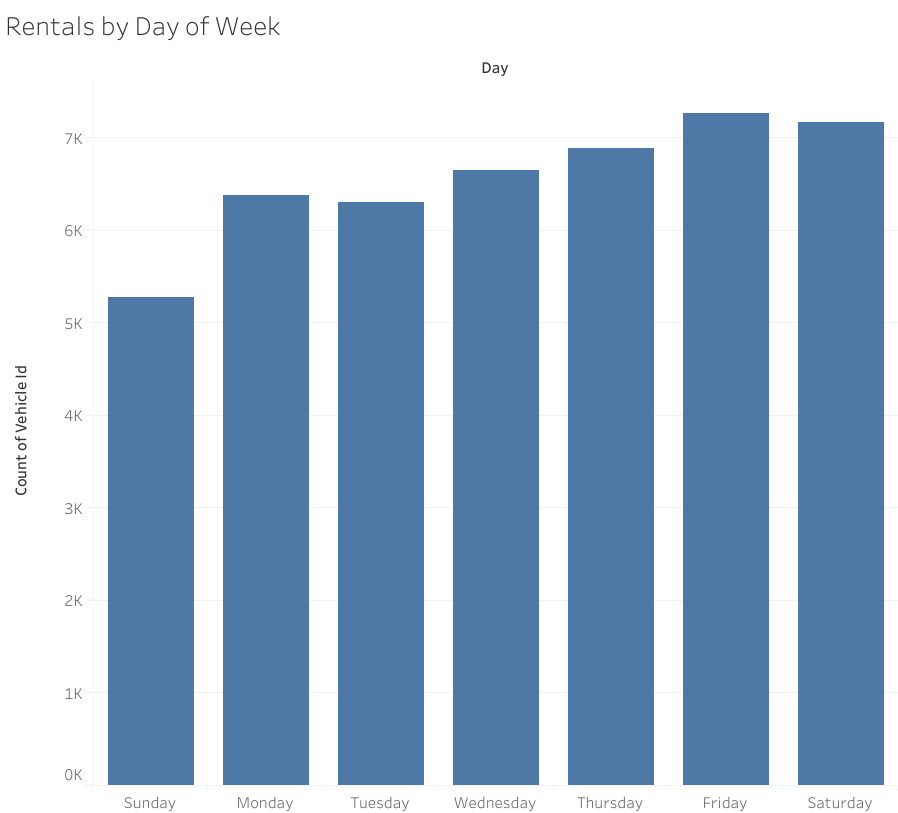 Rentals by Day of Week
Day
Count of Vehicle Id
7K
6K
5K
4K
3K
2K
1K
0K
Sunday Monday Tuesday Wednesday Thursday Friday Saturday